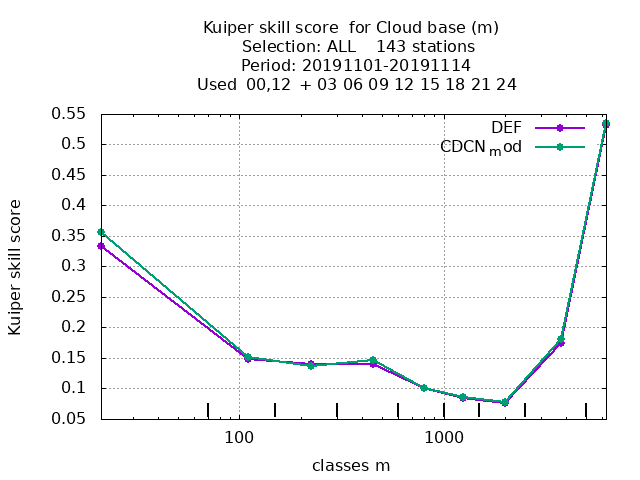 Kuiper skill score  for Cloud base (m)
Selection: ALL    143 stations
Period: 20191101-20191114
Used  00,12  + 03 06 09 12 15 18 21 24
DEF
CDCN_mod
0.55
0.5
0.45
0.4
0.35
0.3
0.25
0.2
0.15
0.1
0.05
Kuiper skill score
100
1000
classes m